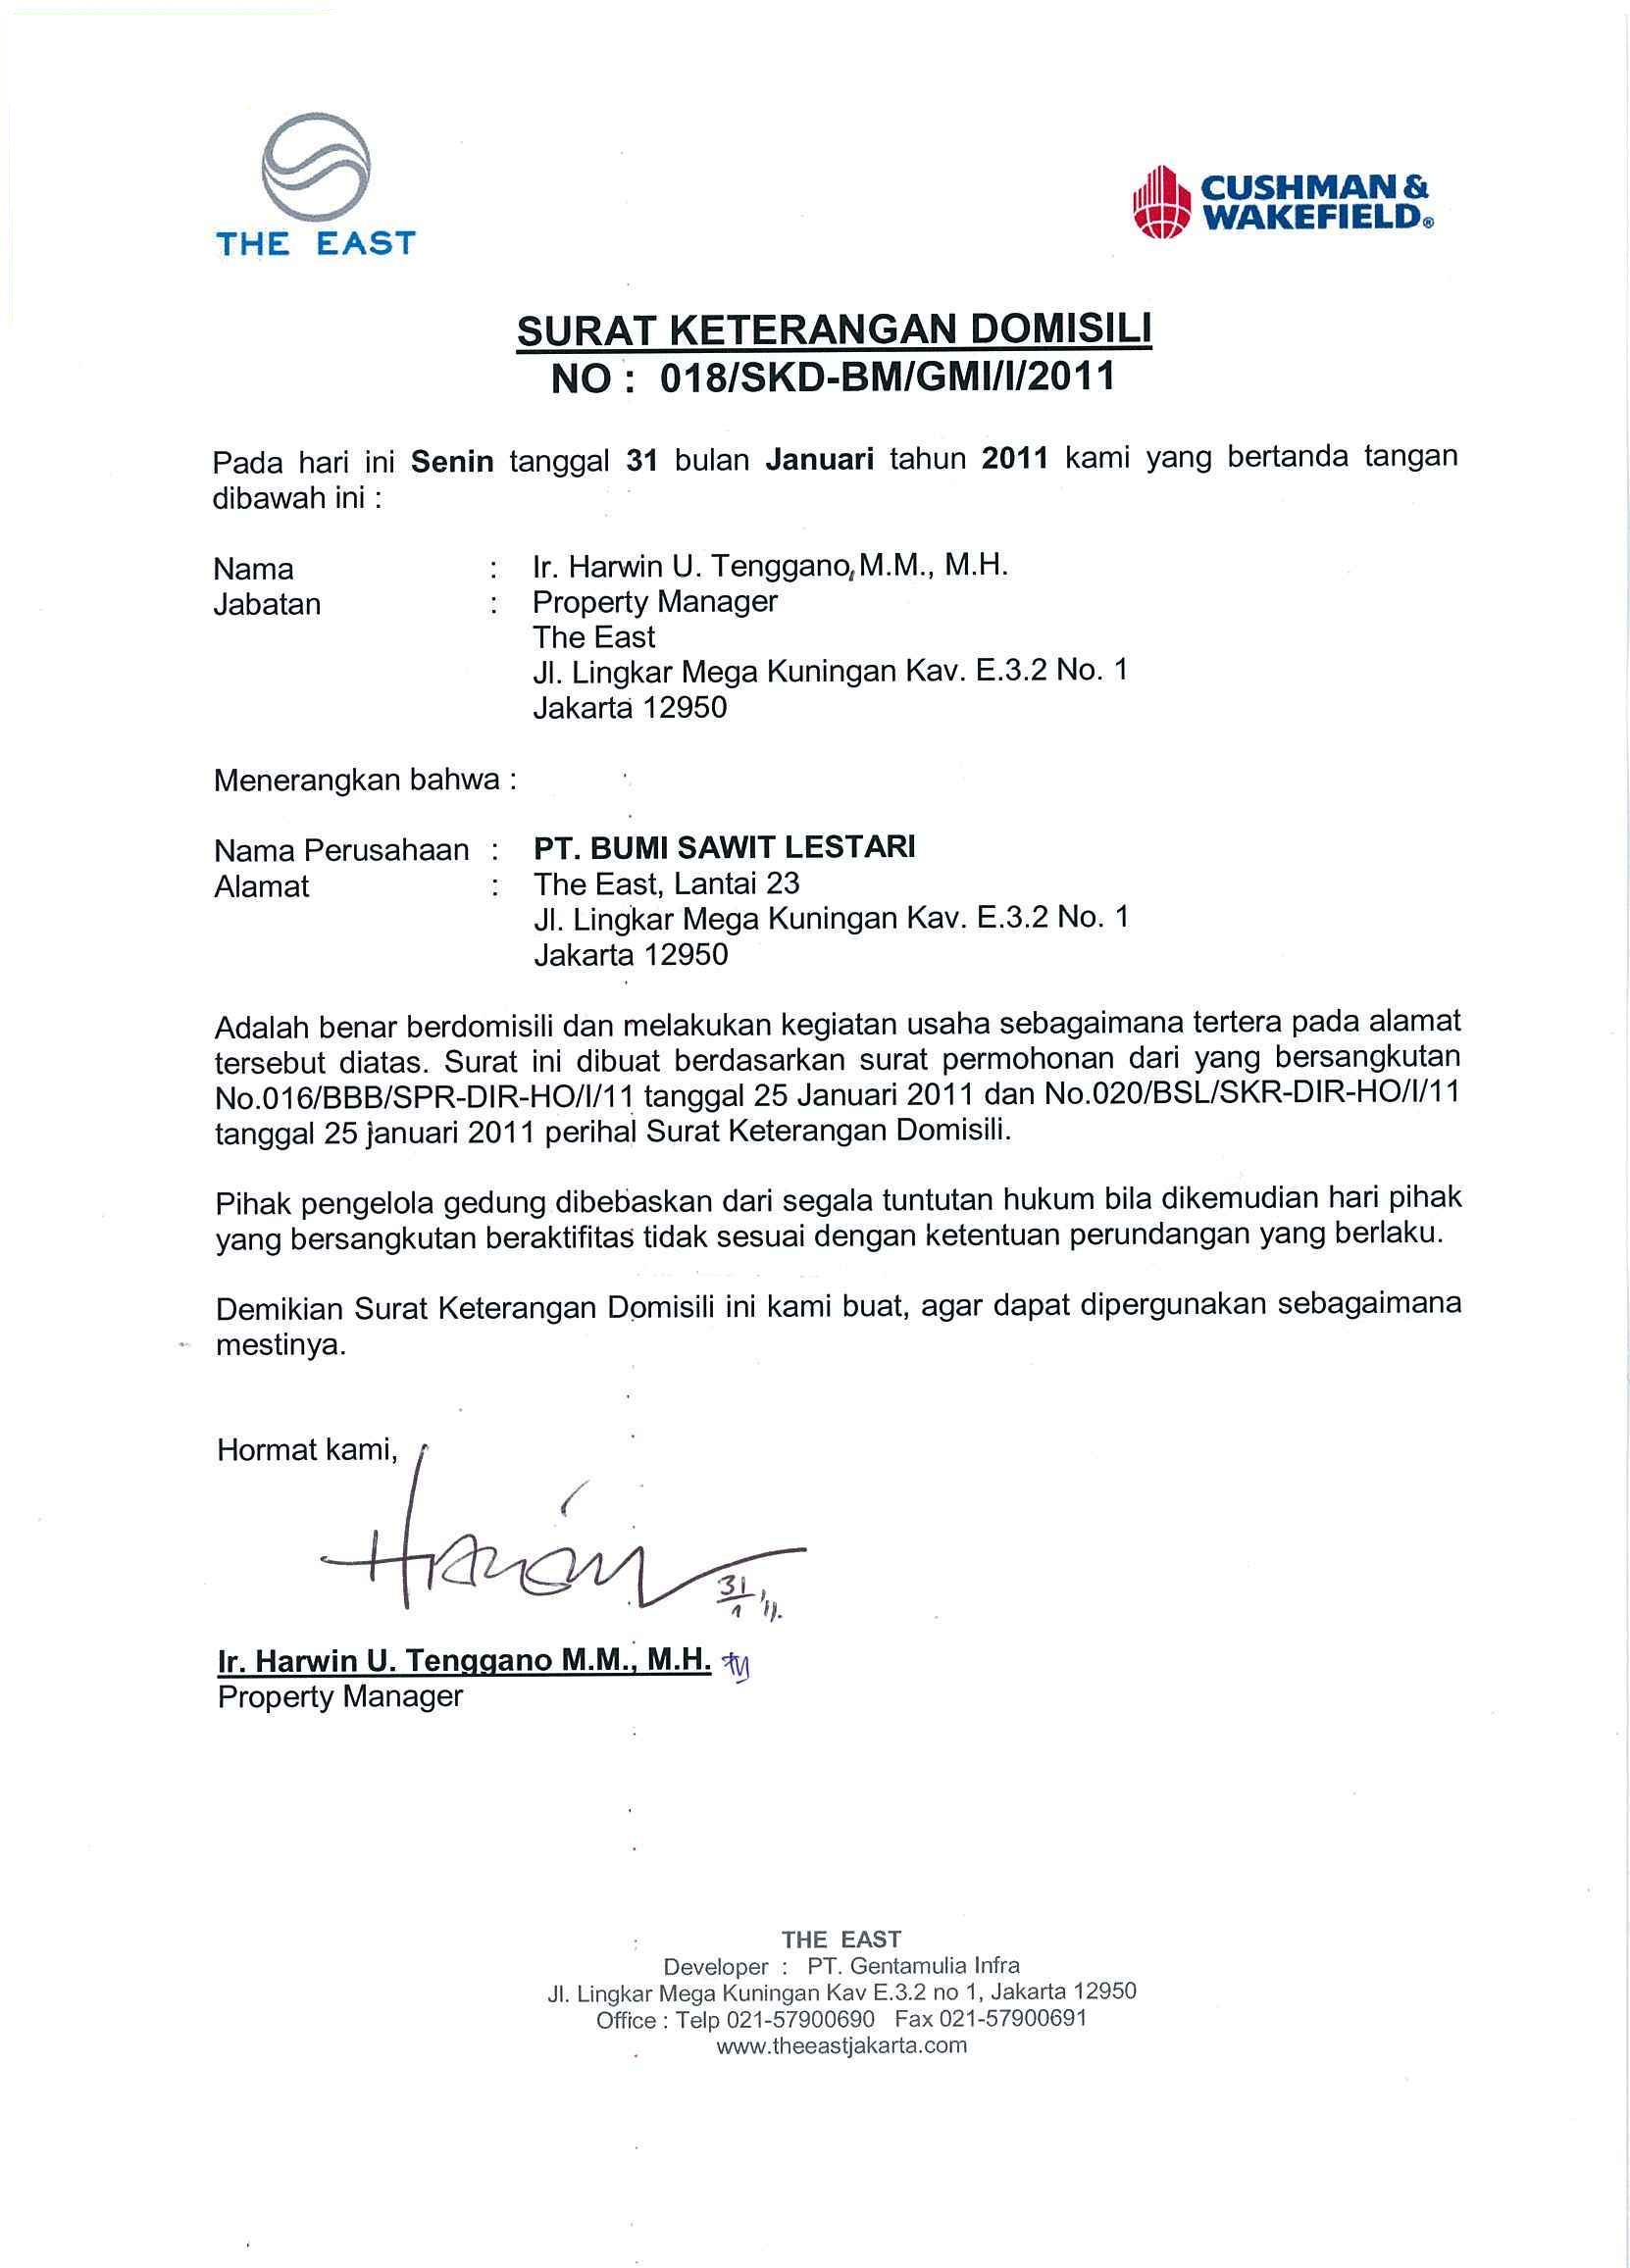 THE EAST
CUSHMAN &
WAKEFIELD®
SURAT KETERANGAN DOMISILI
NO : 018/SKD-BM/GMI/I/2011
Pada hari ini Senin tanggal 31 bulan Januari tahun 2011 kami yang bertanda tangan
dibawah ini :
Nama : Ir. Harwin U. Tenggano, M.M., M.H.
Jabatan : Property Manager
The East
Jl. Lingkar Mega Kuningan Kav. E.3.2 No. 1
Jakarta 12950
Menerangkan bahwa :
Nama Perusahaan : PT. BUMI SAWIT LESTARI
Alamat : The East, Lantai 23
Jl. Lingkar Mega Kuningan Kav. E.3.2 No. 1
Jakarta 12950
Adalah benar berdomisili dan melakukan kegiatan usaha sebagaimana tertera pada alamat
tersebut diatas. Surat ini dibuat berdasarkan surat permohonan dari yang bersangkutan
No.016/BBB/SPR-DIR-HO/I/11 tanggal 25 Januari 2011 dan No.020/BSL/SKR-DIR-HO/I/11
tanggal 25 januari 2011 perihal Surat Keterangan Domisili.
Pihak pengelola gedung dibebaskan dari segala tuntutan hukum bila dikemudian hari pihak
yang bersangkutan beraktifitas tidak sesuai dengan ketentuan perundangan yang berlaku.
Demikian Surat Keterangan Domisili ini kami buat, agar dapat dipergunakan sebagaimana
mestinya.
Hormat kami,
31/1 '11.
Ir. Harwin U. Tenggano M.M., M.H.
Property Manager
THE EAST
Developer : PT. Gentamulia Infra
Jl. Lingkar Mega Kuningan Kav E.3.2 no 1, Jakarta 12950
Office : Telp 021-57900690 Fax 021-57900691
www.theeastjakarta.com